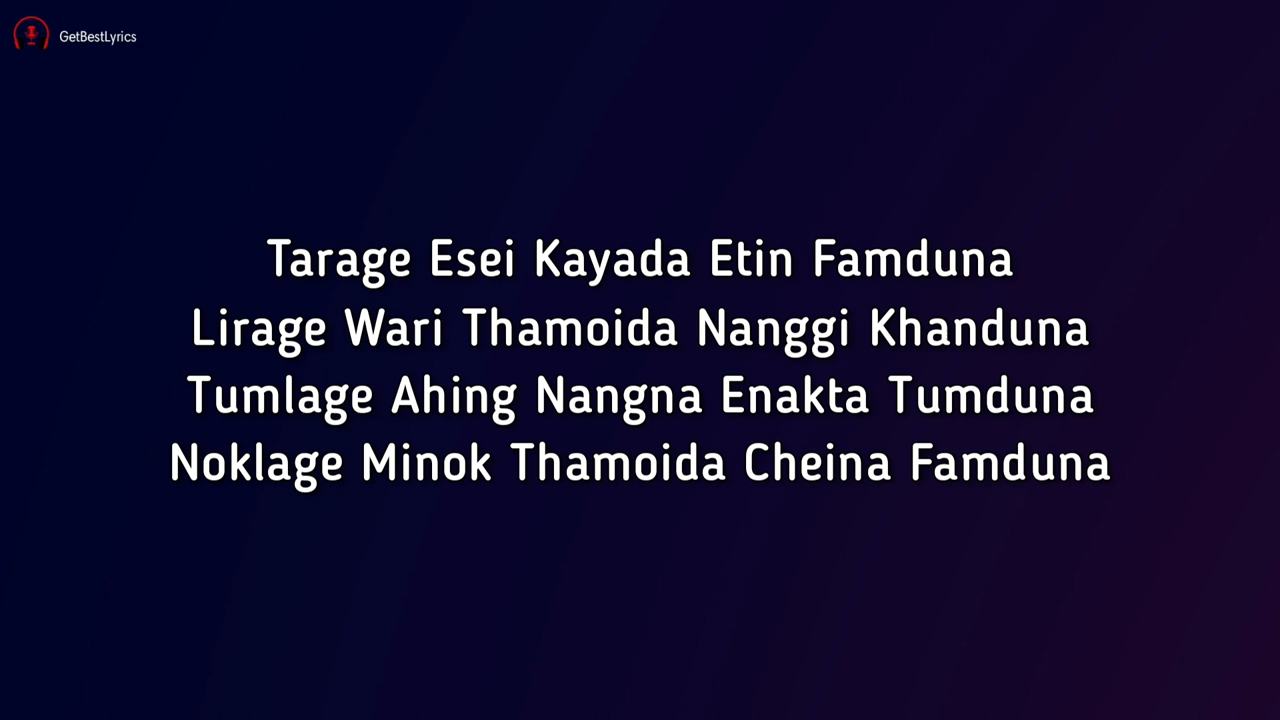 GetBestLyrics
Tarage Esei Kayada Etin Famduna
Lirage Wari Thamoida Nanggi Khanduna
Tumlage Ahing Nangna Enakta Tumduna
Noklage Minok Thamoida Cheina Famduna